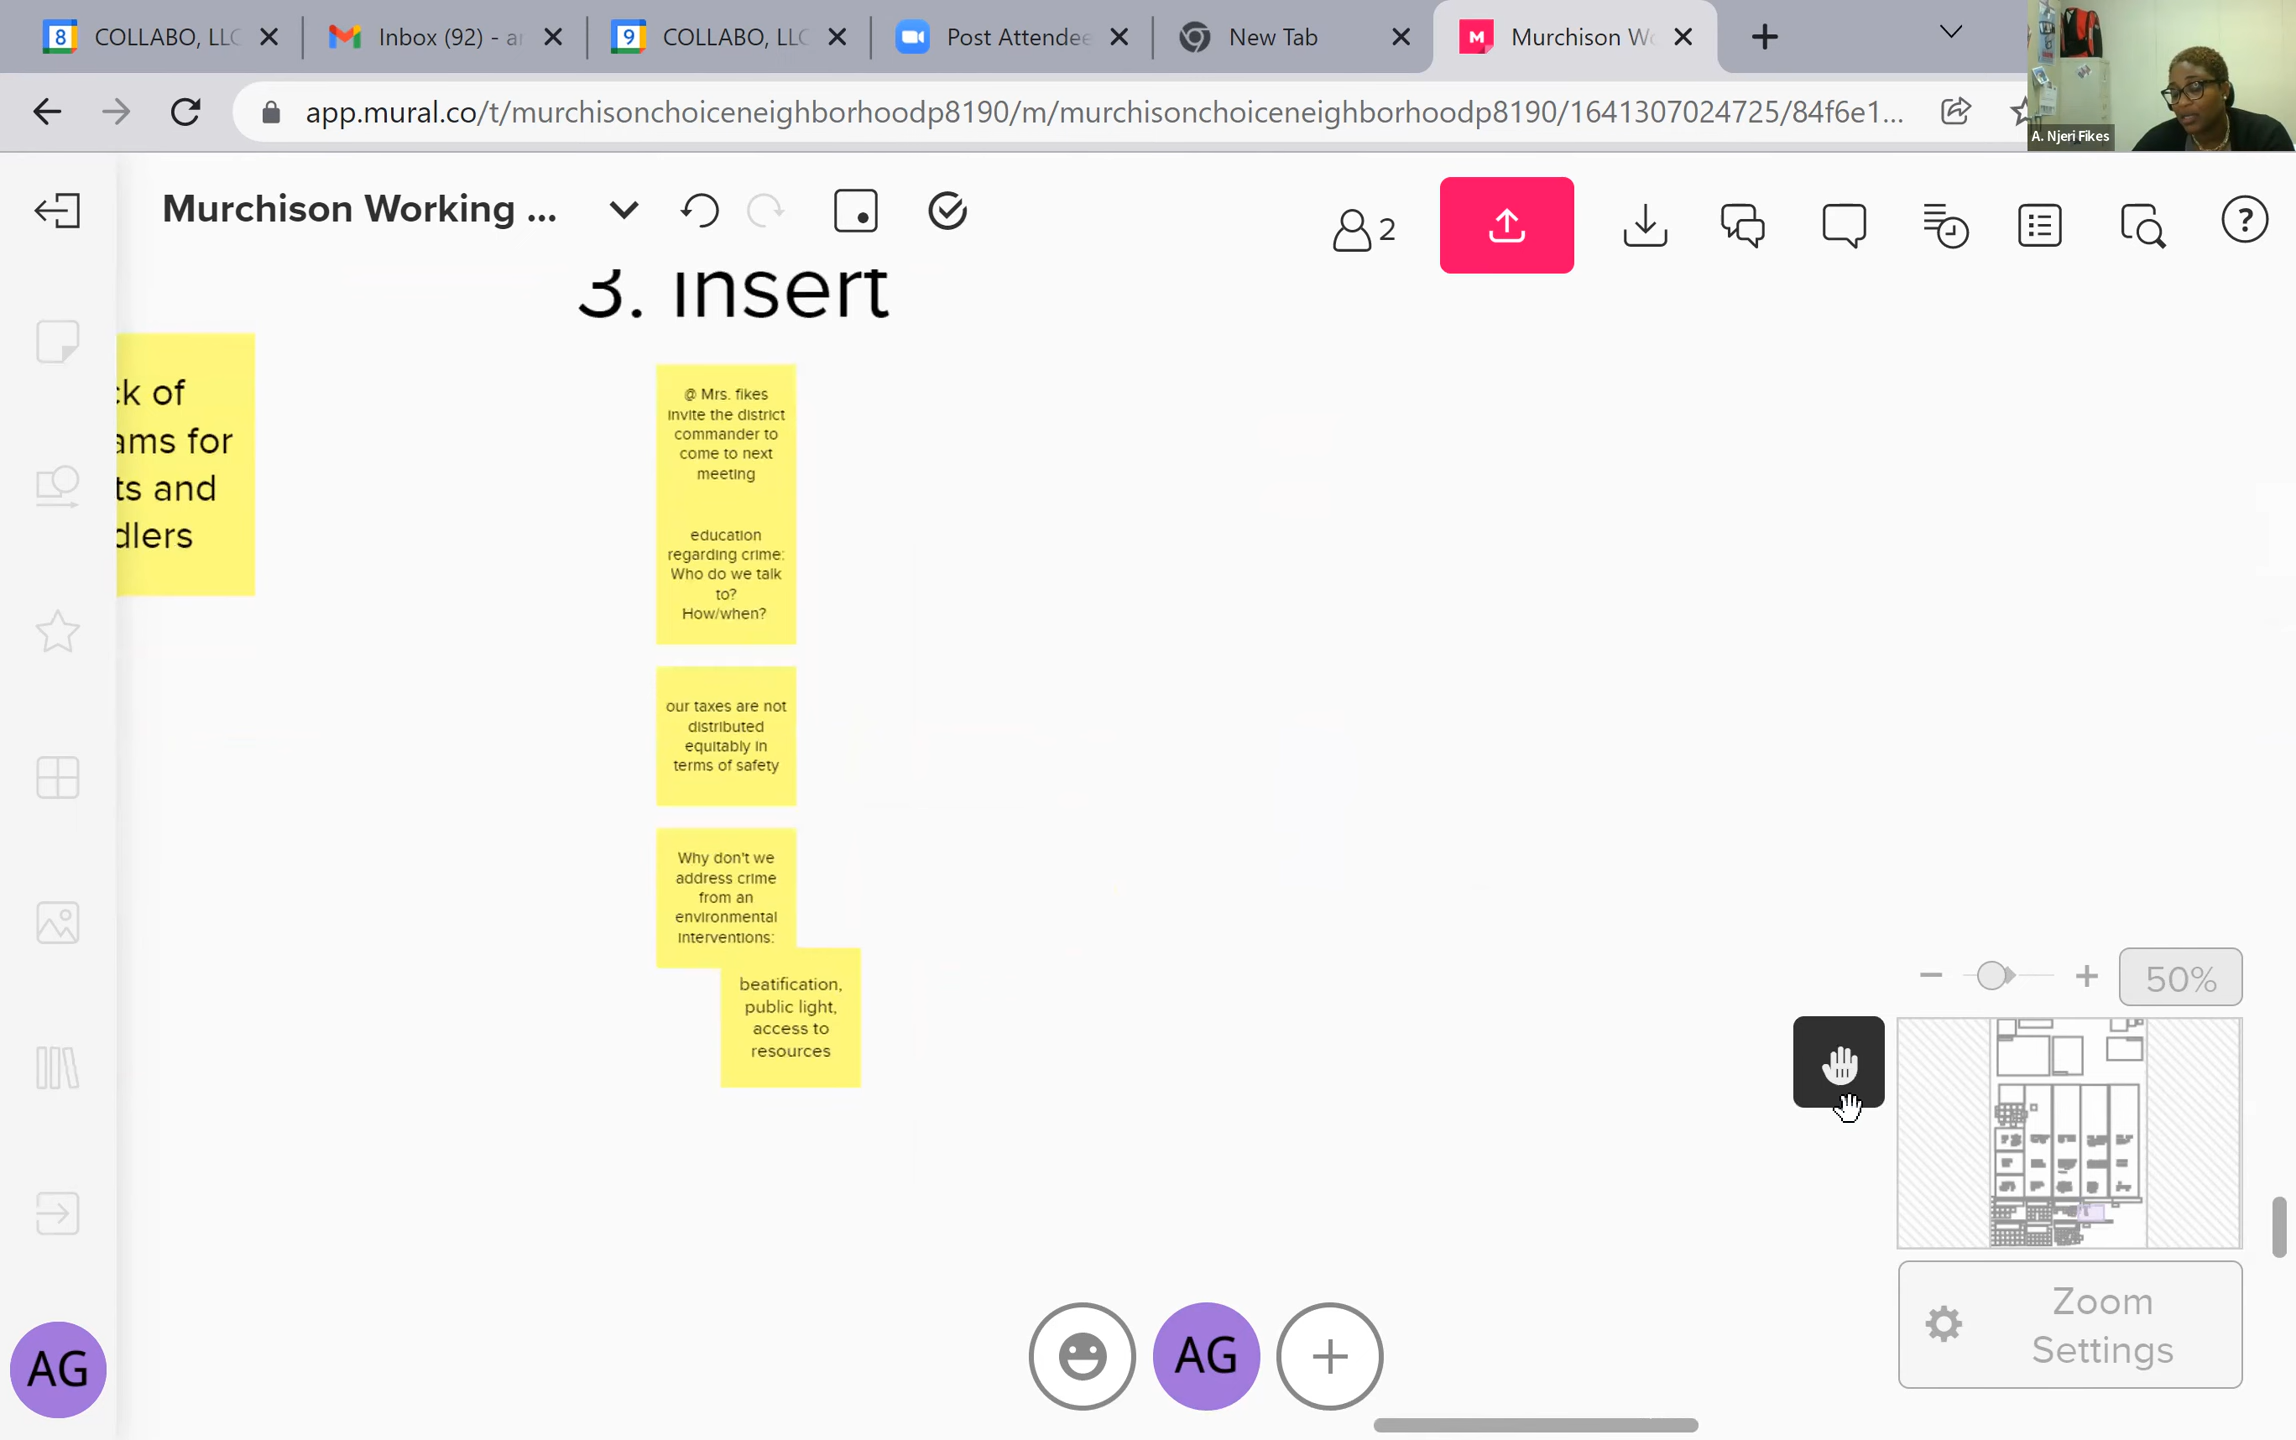 COLLABO, LLC
Inbox (92) - ar
COLLABO, LLC
Post Attendee
New Tab
Murchison Wo
A. Njeri Fikes
app.mural.co/t/murchisonchoiceneighborhoodp8190/m/murchisonchoiceneighborhoodp8190/1641307024725/84f6e1...
Murchison Working ...
2
3. insert
ck of
ams for
ts and
dlers
@ Mrs. fikes
invite the district
commander to
come to next
meeting
education
regarding crime:
Who do we talk
to?
How/when?
our taxes are not
distributed
equitably in
terms of safety
Why don't we
address crime
from an
environmental
interventions:
beatification,
public light,
access to
resources
50%
Zoom
Settings
AG
AG